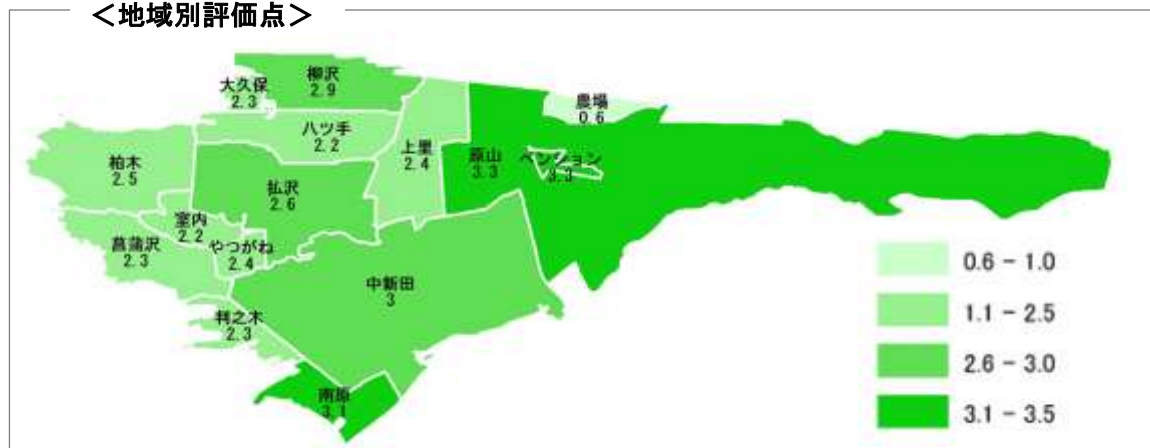 ＜地域別評価点＞
柳沢
2.9
大久保
2.3
農場
0.6
八ツ手
2.2
上里
2.4
原山
3.3
ペンション
3.3
柏木
2.5
払沢
2.6
室内
2.2
やつがね
2.4
菖蒲沢
2.3
中新田
3
判之木
2.3
南原
3.1
0.6 - 1.0
1.1 - 2.5
2.6 - 3.0
3.1 - 3.5